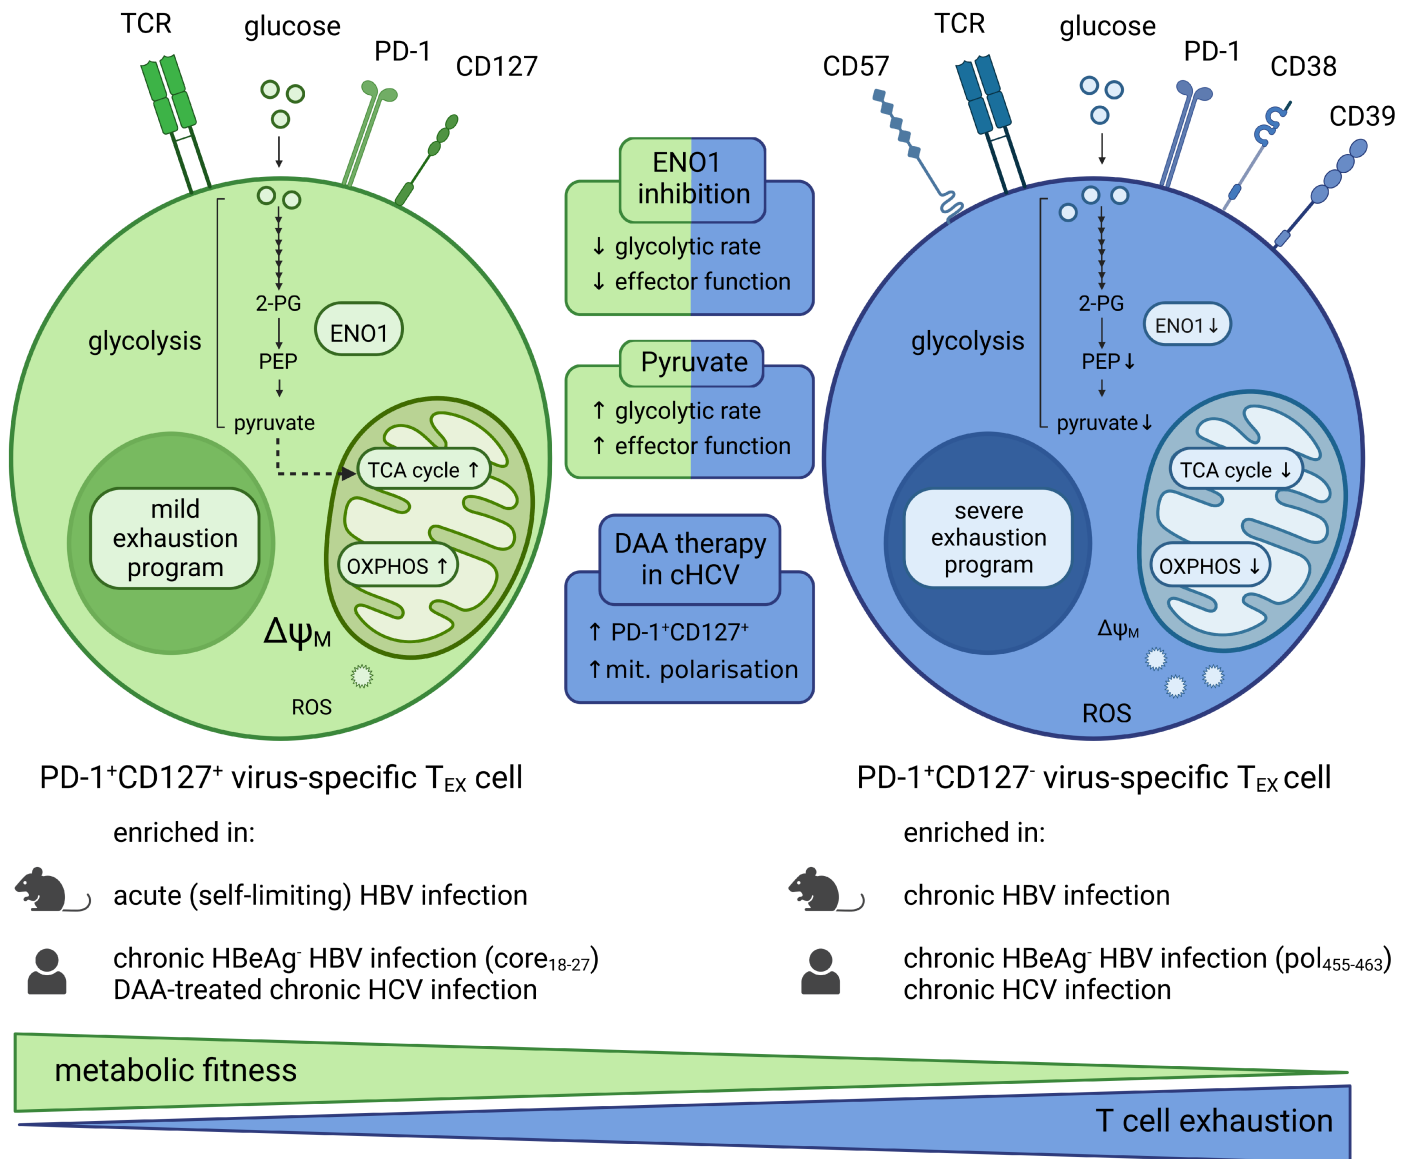 TCR
glucose
PD-1
CD127
2-PG
ENO1
glycolysis
PEP
pyruvate
TCA cycle ↑
mild
exhaustion
program
OXPHOS ↑
ΔψM
ROS
ENO1
inhibition
↓ glycolytic rate
↓ effector function
Pyruvate
↑ glycolytic rate
↑ effector function
DAA therapy
in cHCV
↑ PD-1⁺CD127⁺
↑mit. polarisation
CD57
TCR
glucose
PD-1
CD38
CD39
2-PG
ENO1↓
glycolysis
PEP↓
pyruvate↓
TCA cycle ↓
severe
exhaustion
program
OXPHOS ↓
ΔψM
ROS
PD-1⁺CD127⁺ virus-specific TEX cell
enriched in:
acute (self-limiting) HBV infection
chronic HBeAg⁻ HBV infection (core18-27)
DAA-treated chronic HCV infection
PD-1⁺CD127⁻ virus-specific TEX cell
enriched in:
chronic HBV infection
chronic HBeAg⁻ HBV infection (pol455-463)
chronic HCV infection
metabolic fitness
T cell exhaustion